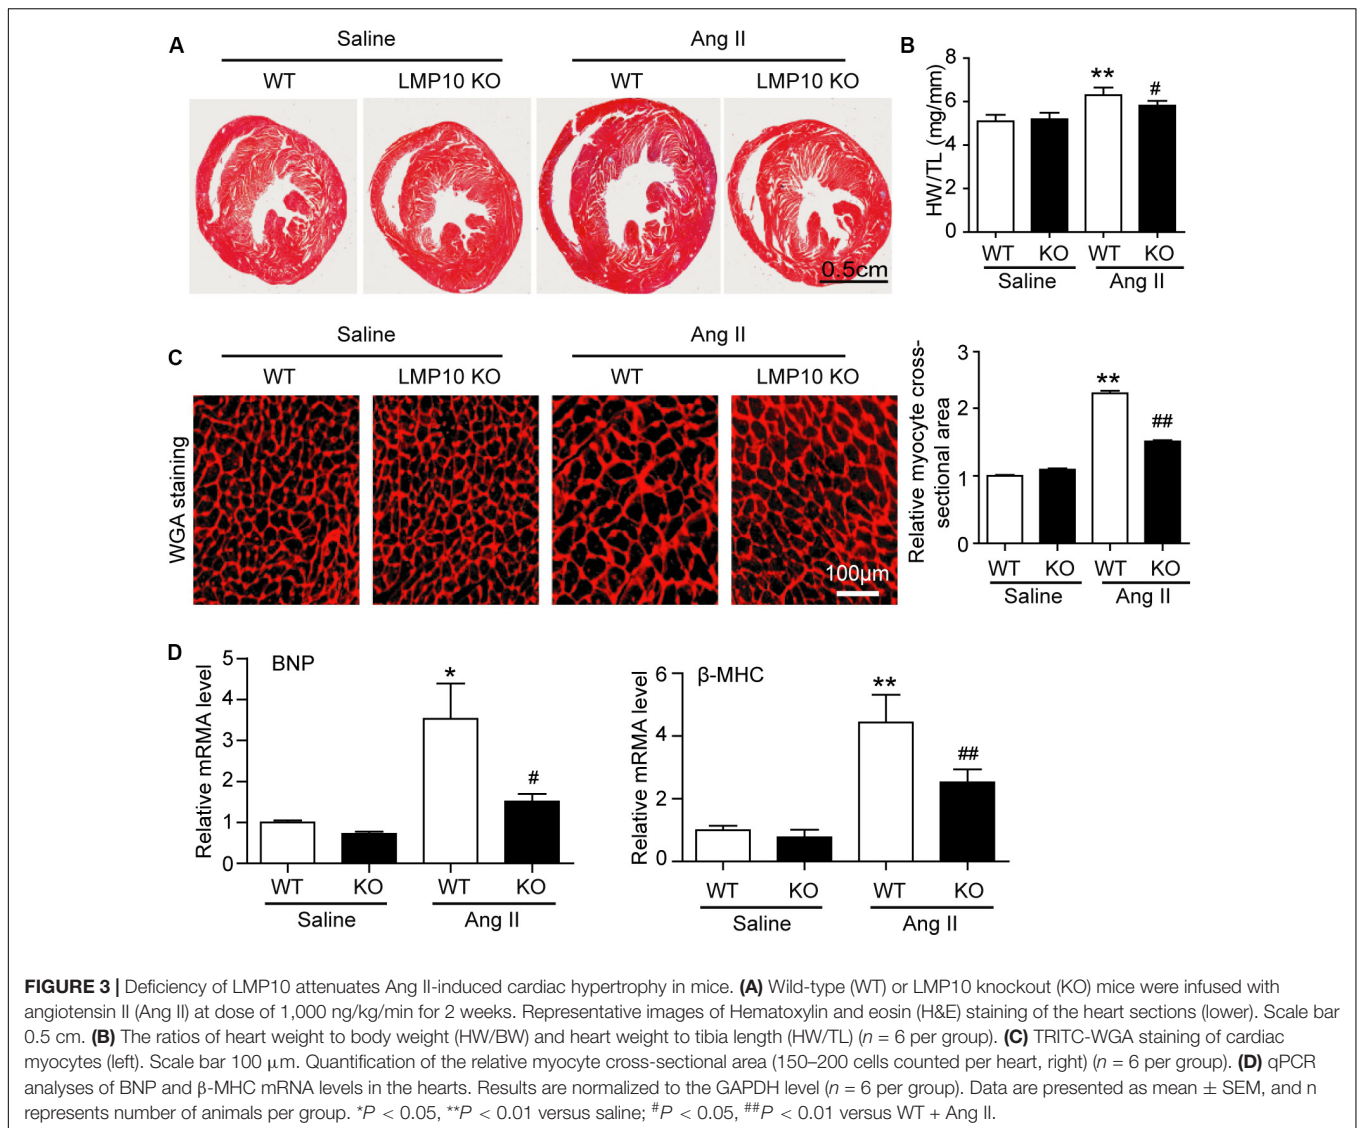 A
Saline
Ang II
WT
LMP10 KO
WT
LMP10 KO
0.5cm
B
HW/TL (mg/mm)
8
6
4
2
0
**
#
WT
KO
WT
KO
Saline
Ang II
C
Saline
Ang II
WT
LMP10 KO
WT
LMP10 KO
WGA staining
100μm
Relative myocyte cross-
sectional area
3
2
1
0
**
##
WT
KO
WT
KO
Saline
Ang II
D
BNP
Relative mRMA level
5
4
3
2
1
0
*
#
WT
KO
WT
KO
Saline
Ang II
β-MHC
Relative mRMA level
6
4
2
0
**
##
WT
KO
WT
KO
Saline
Ang II
FIGURE 3 | Deficiency of LMP10 attenuates Ang II-induced cardiac hypertrophy in mice. (A) Wild-type (WT) or LMP10 knockout (KO) mice were infused with
angiotensin II (Ang II) at dose of 1,000 ng/kg/min for 2 weeks. Representative images of Hematoxylin and eosin (H&E) staining of the heart sections (lower). Scale bar
0.5 cm. (B) The ratios of heart weight to body weight (HW/BW) and heart weight to tibia length (HW/TL) (n = 6 per group). (C) TRITC-WGA staining of cardiac
myocytes (left). Scale bar 100 μm. Quantification of the relative myocyte cross-sectional area (150–200 cells counted per heart, right) (n = 6 per group). (D) qPCR
analyses of BNP and β-MHC mRNA levels in the hearts. Results are normalized to the GAPDH level (n = 6 per group). Data are presented as mean ± SEM, and n
represents number of animals per group. *P < 0.05, **P < 0.01 versus saline; #P < 0.05, ##P < 0.01 versus WT + Ang II.